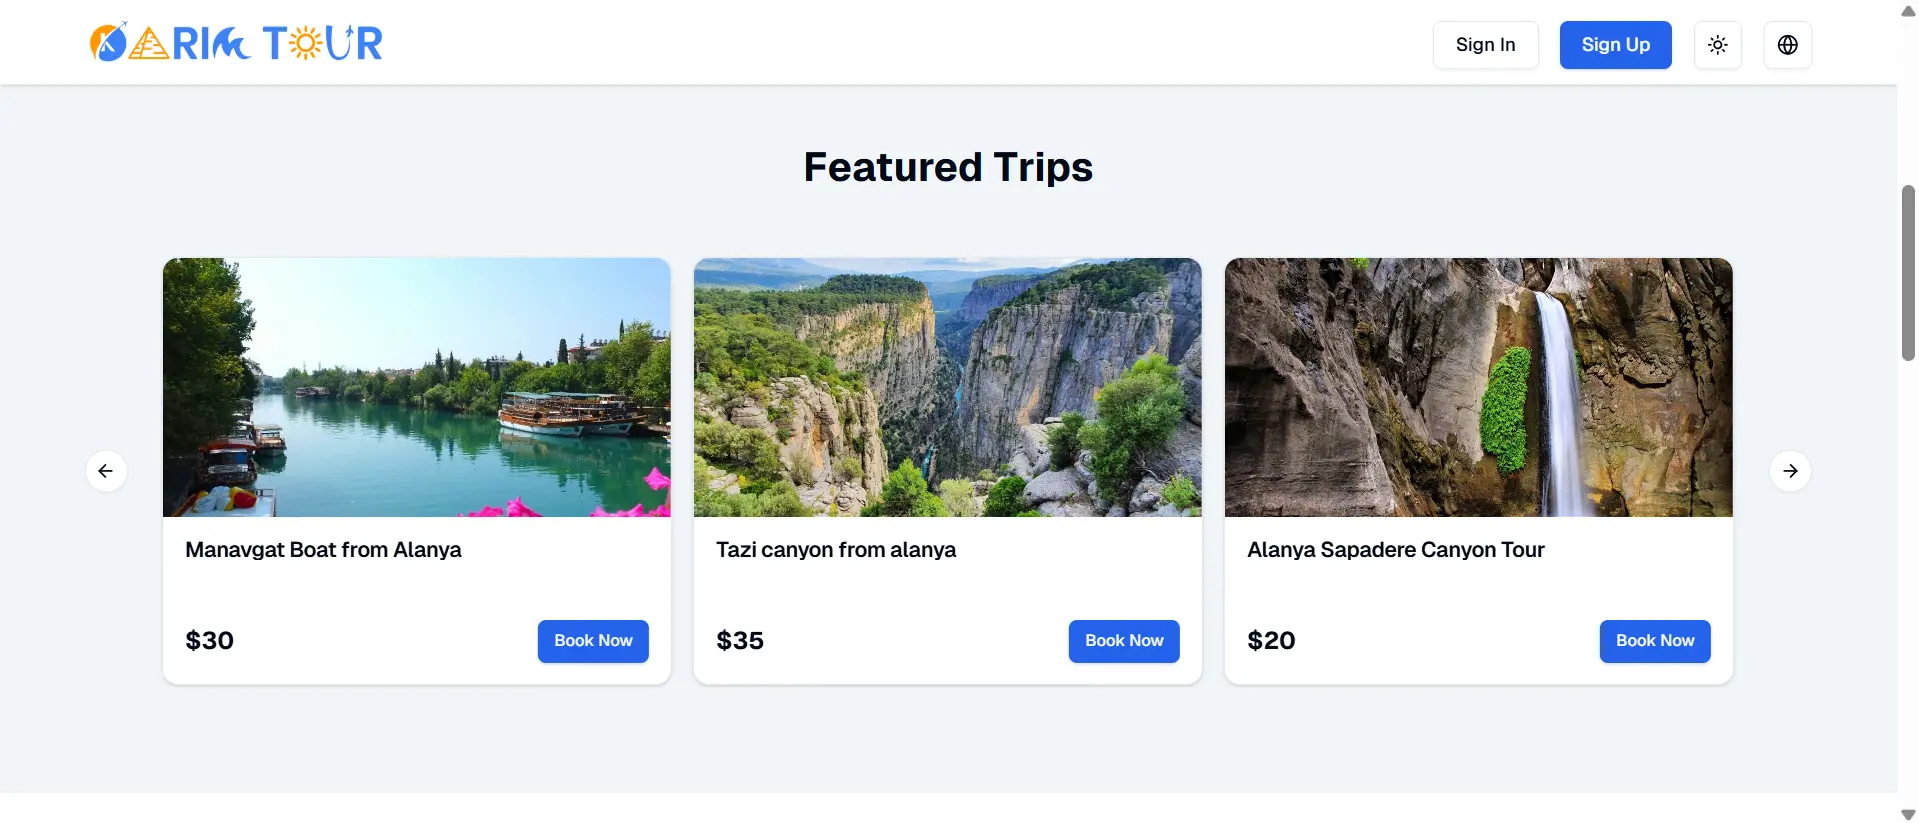 KARIM TOUR
Sign In
Sign Up
Featured Trips
Manavgat Boat from Alanya
$30
Book Now
Tazi canyon from alanya
$35
Book Now
Alanya Sapadere Canyon Tour
$20
Book Now